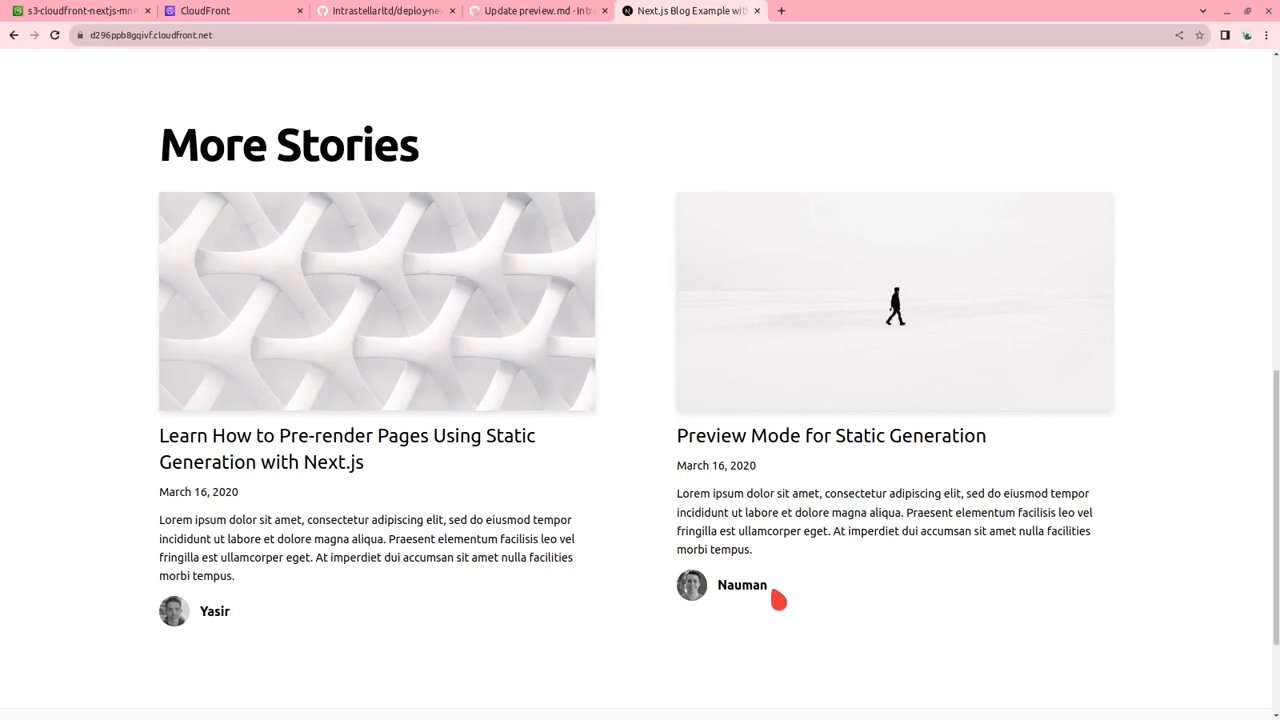 s3-cloudfront-nextjs-mn
CloudFront
Intrastellarltd/deploy-ne
Update preview.md · Intr
Next.js Blog Example wit
d296ppb8gqivf.cloudfront.net
More Stories
Learn How to Pre-render Pages Using Static
Generation with Next.js
March 16, 2020
Lorem ipsum dolor sit amet, consectetur adipiscing elit, sed do eiusmod tempor
incididunt ut labore et dolore magna aliqua. Praesent elementum facilisis leo vel
fringilla est ullamcorper eget. At imperdiet dui accumsan sit amet nulla facilities
morbi tempus.
Yasir
Preview Mode for Static Generation
March 16, 2020
Lorem ipsum dolor sit amet, consectetur adipiscing elit, sed do eiusmod tempor
incididunt ut labore et dolore magna aliqua. Praesent elementum facilisis leo vel
fringilla est ullamcorper eget. At imperdiet dui accumsan sit amet nulla facilities
morbi tempus.
Nauman